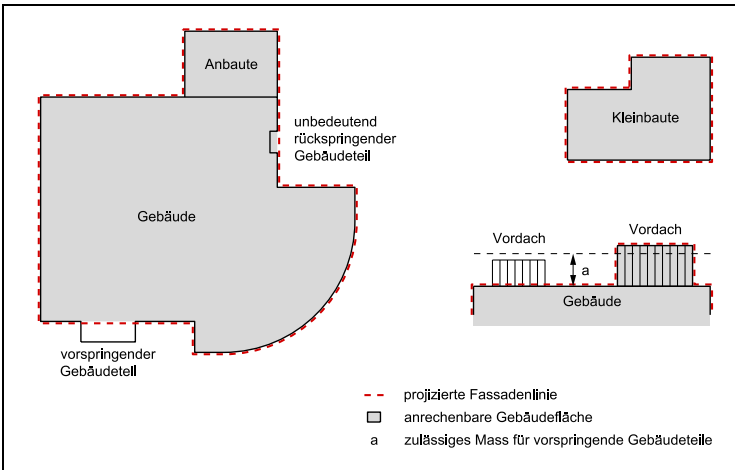 Anbaute
unbedeutend
rückspringender
Gebäudeteil
Gebäude
vorspringender
Gebäudeteil
Kleinbaute
Vordach
Vordach
a
Gebäude
projizierte Fassadenlinie
anrechenbare Gebäudefläche
a zulässiges Mass für vorspringende Gebäudeteile